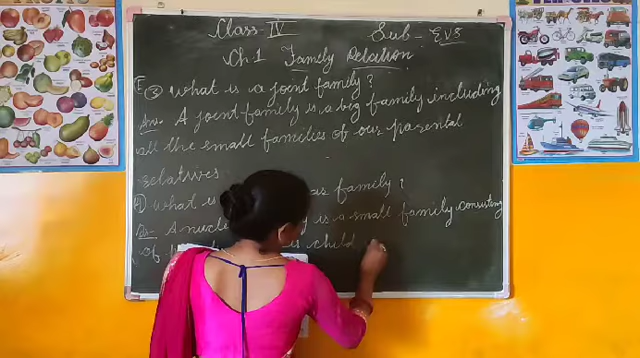 Class - IV
Sub - EVS
Ch.1 Family Relation
E ③ What is a joint family?
Ans. A joint family is a big family including
all the small families of our parental
relatives.
④ What is family?
Ans. A is a small family consisting
of child